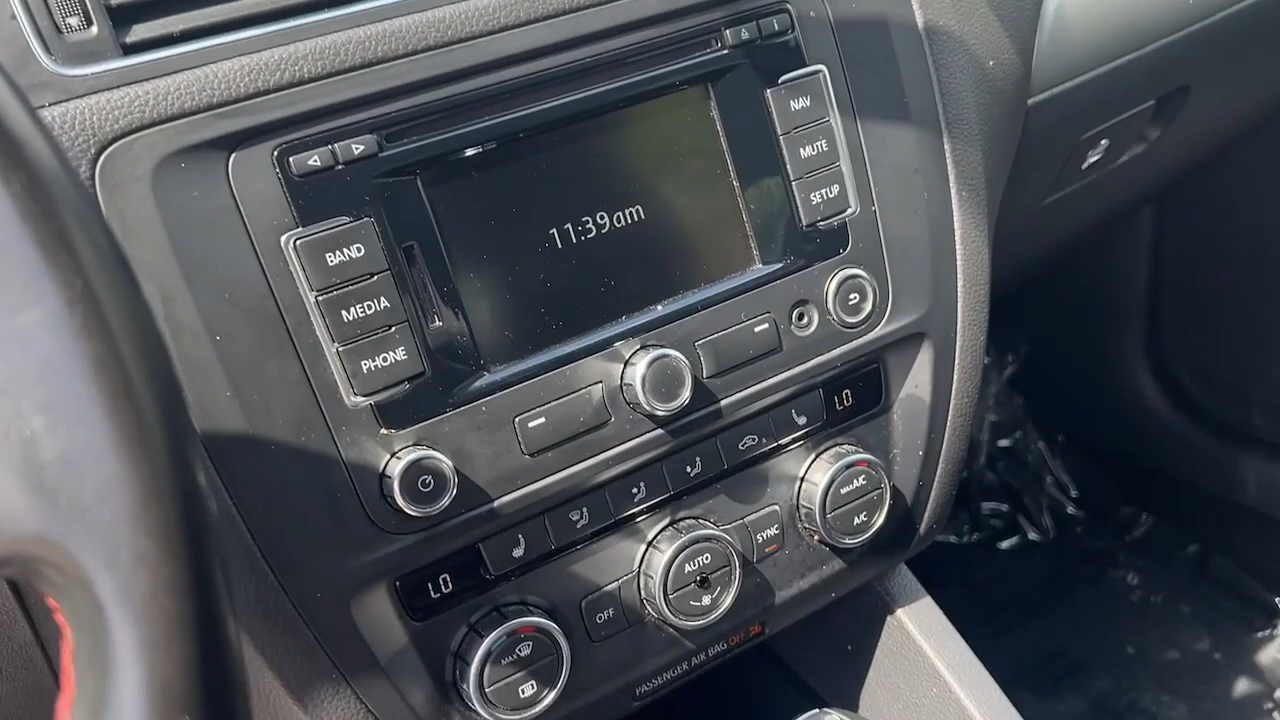 NAV
MUTE
SETUP
BAND
MEDIA
PHONE
11:39am
LO
LO
MAX A/C
A/C
SYNC
AUTO
OFF
MAX
PASSENGER AIR BAG OFF